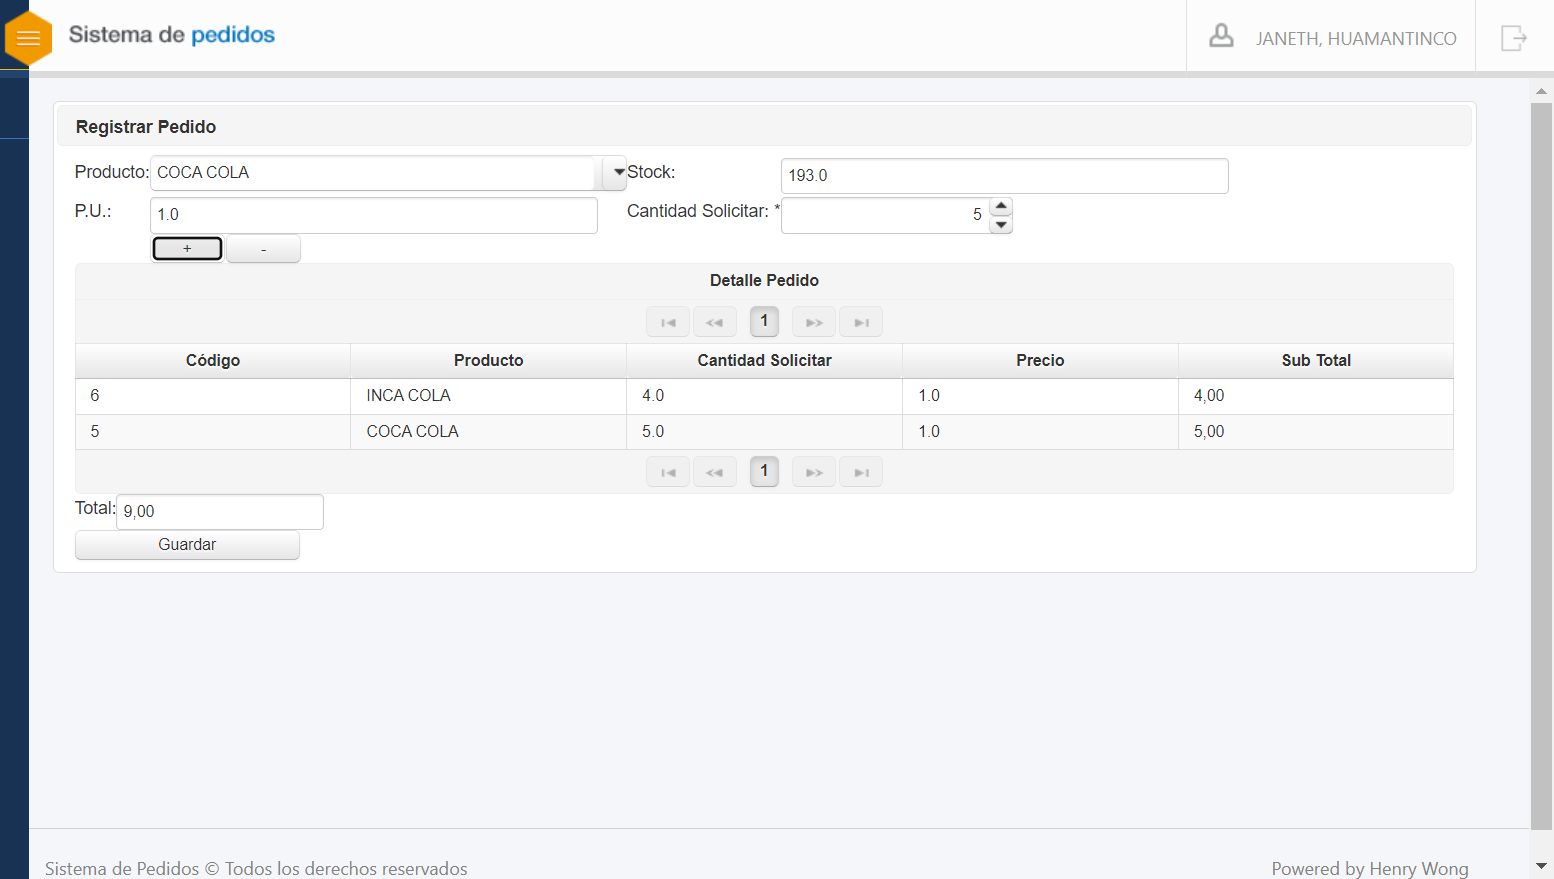 Sistema de pedidos
JANETH, HUAMANTINCO
Registrar Pedido
Producto: COCA COLA Stock: 193.0
P.U.: 1.0 Cantidad Solicitar: * 5
+ -
Detalle Pedido
1
Código Producto Cantidad Solicitar Precio Sub Total
6 INCA COLA 4.0 1.0 4,00
5 COCA COLA 5.0 1.0 5,00
1
Total: 9,00
Guardar
Sistema de Pedidos © Todos los derechos reservados Powered by Henry Wong